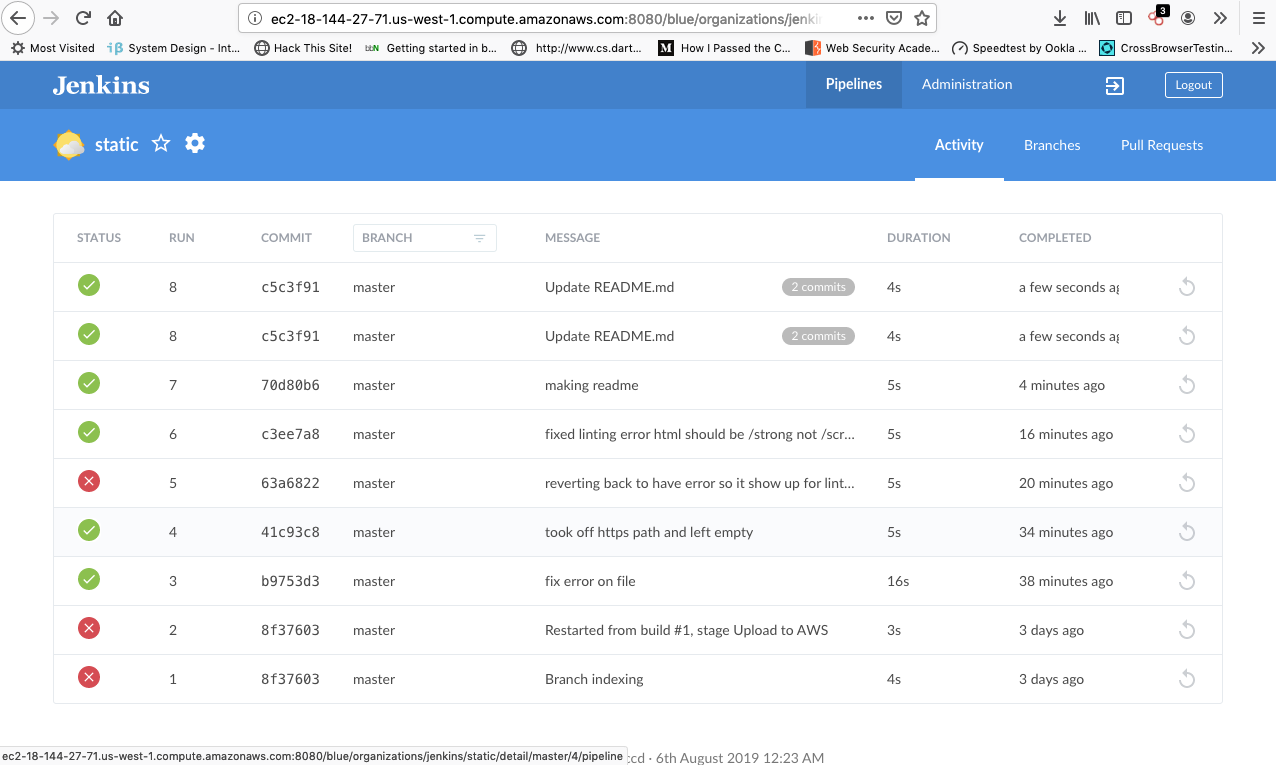 ec2-18-144-27-71.us-west-1.compute.amazonaws.com:8080/blue/organizations/jenki
3
Most Visited System Design - Int... Hack This Site! bbN Getting started in b... http://www.cs.dart... M How I Passed the C... Web Security Acade... Speedtest by Ookla ... CrossBrowserTestin...
Jenkins Pipelines Administration Logout
static Activity Branches Pull Requests
STATUS RUN COMMIT BRANCH MESSAGE DURATION COMPLETED
8 c5c3f91 master Update README.md 2 commits 4s a few seconds ag
8 c5c3f91 master Update README.md 2 commits 4s a few seconds ag
7 70d80b6 master making readme 5s 4 minutes ago
6 c3ee7a8 master fixed linting error html should be /strong not /scr... 5s 16 minutes ago
5 63a6822 master reverting back to have error so it show up for lint... 5s 20 minutes ago
4 41c93c8 master took off https path and left empty 5s 34 minutes ago
3 b9753d3 master fix error on file 16s 38 minutes ago
2 8f37603 master Restarted from build #1, stage Upload to AWS 3s 3 days ago
1 8f37603 master Branch indexing 4s 3 days ago
ec2-18-144-27-71.us-west-1.compute.amazonaws.com:8080/blue/organizations/jenkins/static/detail/master/4/pipeline ccd · 6th August 2019 12:23 AM